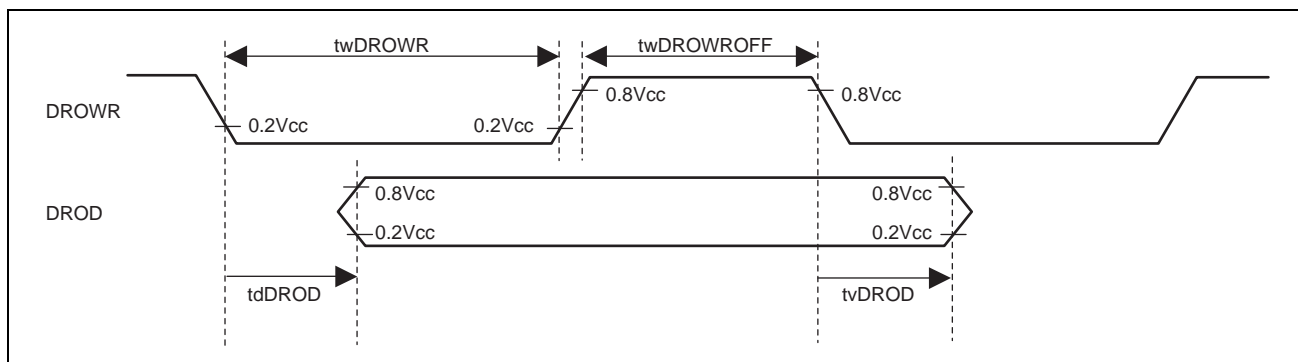 twDROWR
twDROWROFF
DROWR
0.8Vcc
0.8Vcc
0.2Vcc
0.2Vcc
DROD
0.8Vcc
0.8Vcc
0.2Vcc
0.2Vcc
tdDROD
tvDROD